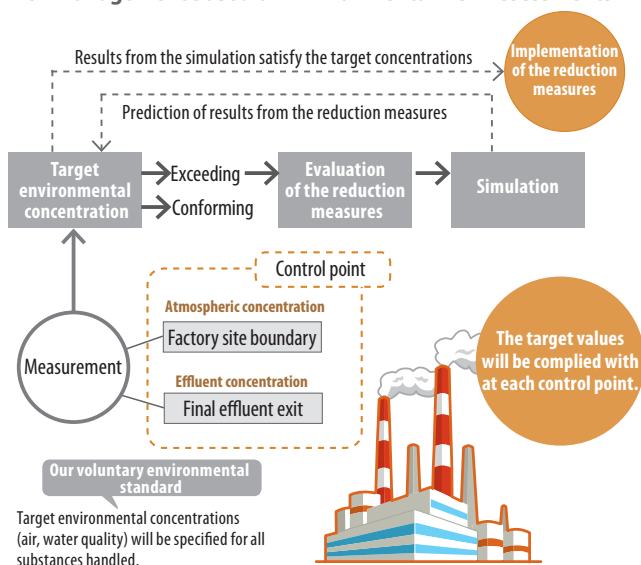 Results from the simulation satisfy the target concentrations
Implementation
of the reduction
measures
Prediction of results from the reduction measures
Target
environmental
concentration
Exceeding
Conforming
Evaluation
of the reduction
measures
Simulation
Control point
Atmospheric concentration
Factory site boundary
Measurement
Effluent concentration
Final effluent exit
The target values
will be complied with
at each control point.
Our voluntary environmental
standard
Target environmental concentrations
(air, water quality) will be specified for all
substances handled.